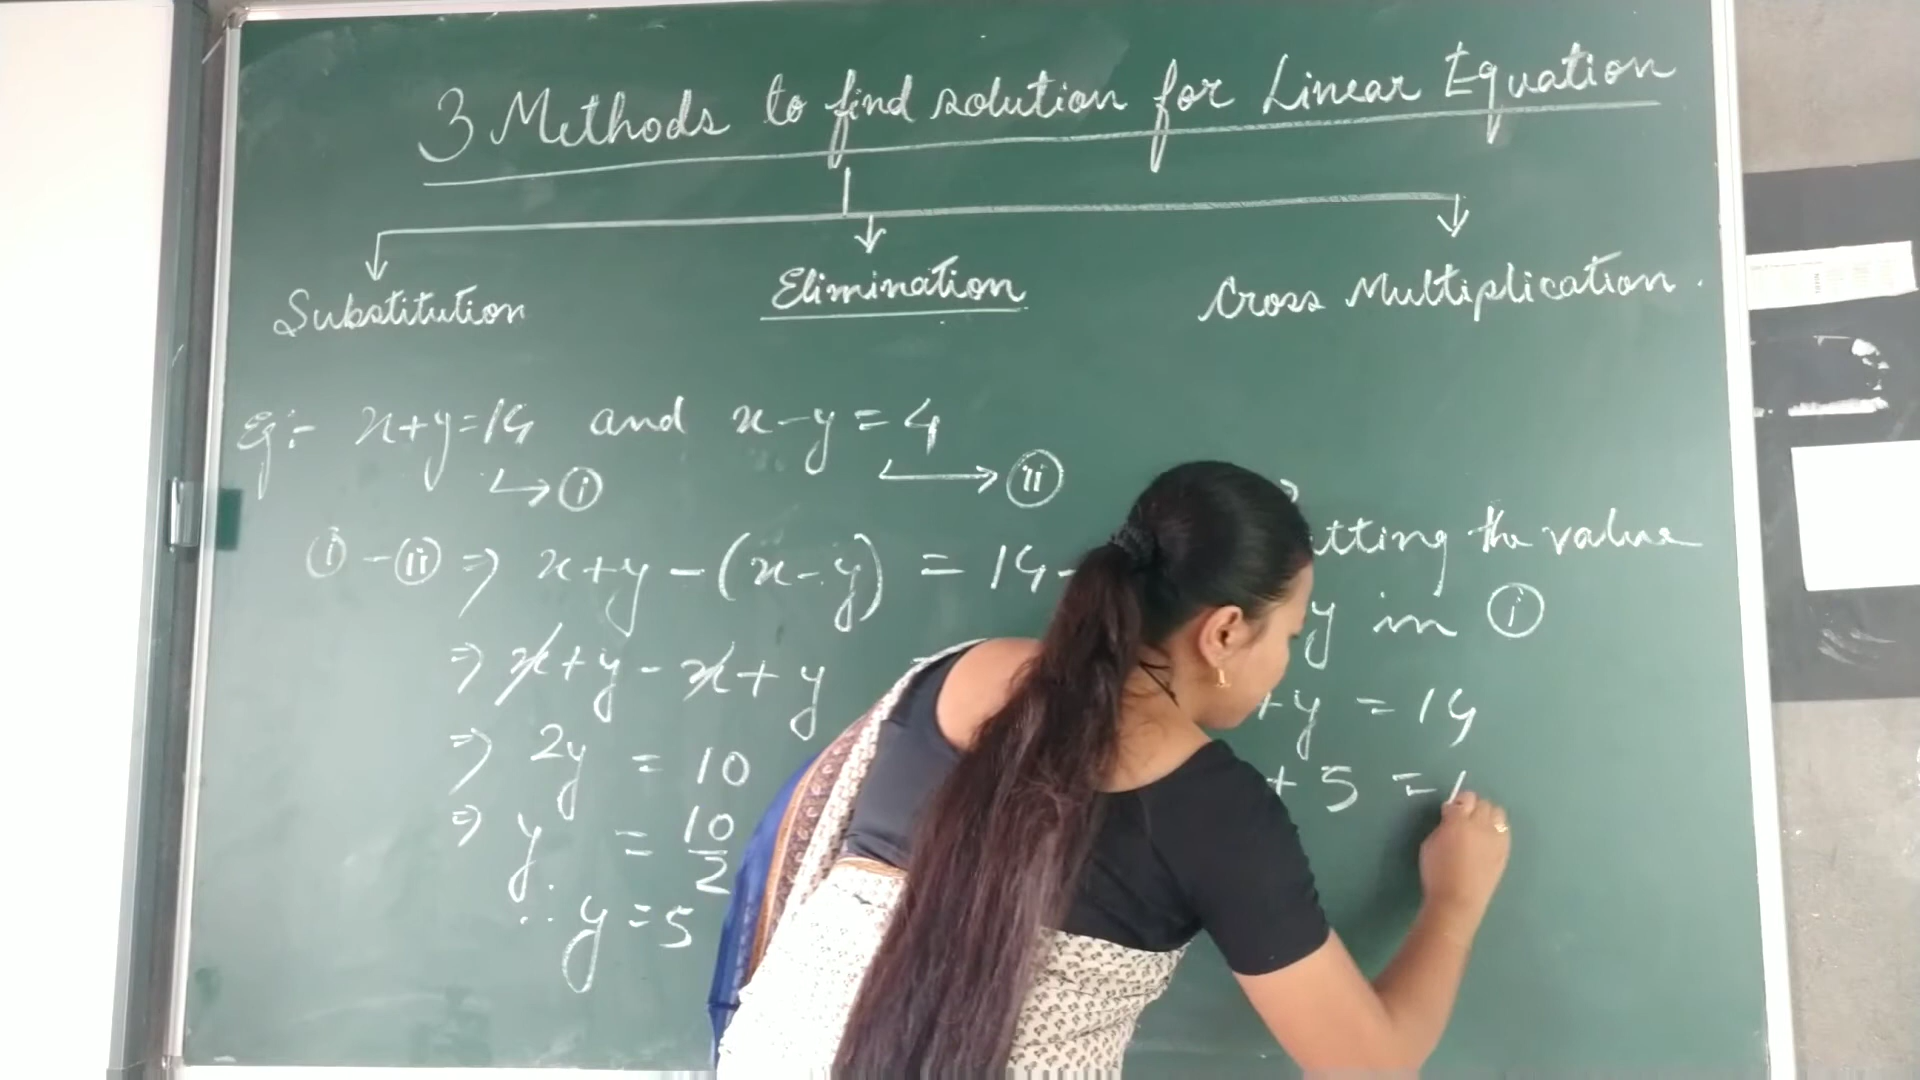 3 Methods to find solution for Linear Equation
Substitution
Elimination
Cross Multiplication.
Eg:- x+y=14 and x-y=4
(i)
(ii)
(i) - (ii) ⇒ x+y-(x-y) = 14-
⇒ x+y-x+y
⇒ 2y = 10
⇒ y = 10/2
∴ y=5
the value
y in (i)
+y = 14
+ 5 = 1